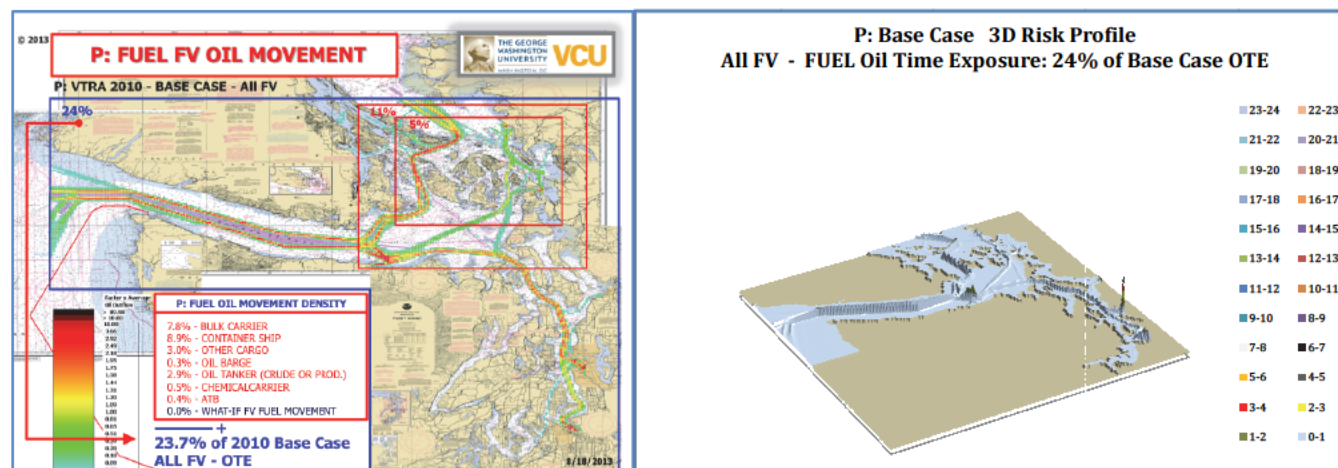 © 2013
P: FUEL FV OIL MOVEMENT
THE GEORGE
WASHINGTON
UNIVERSITY
WASHINGTON, DC
VCU
P: VTRA 2010 - BASE CASE - All FV
24%
11%
5%
P: FUEL OIL MOVEMENT DENSITY
7.8% - BULK CARRIER
8.9% - CONTAINER SHIP
3.0% - OTHER CARGO
0.3% - OIL BARGE
2.9% - OIL TANKER (CRUDE OR PROD.)
0.5% - CHEMICALCARRIER
0.4% - ATB
0.0% - WHAT-IF FV FUEL MOVEMENT
+
23.7% of 2010 Base Case
ALL FV - OTE
8/18/2013
P: Base Case 3D Risk Profile
All FV - FUEL Oil Time Exposure: 24% of Base Case OTE
23-24 22-23
21-22 20-21
19-20 18-19
17-18 16-17
15-16 14-15
13-14 12-13
11-12 10-11
9-10 8-9
7-8 6-7
5-6 4-5
3-4 2-3
1-2 0-1